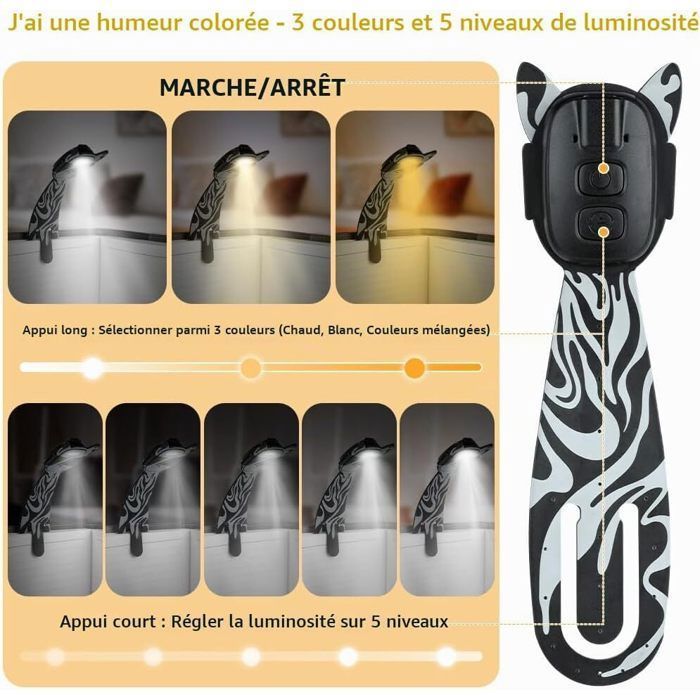 J'ai une humeur colorée - 3 couleurs et 5 niveaux de luminosité
MARCHE/ARRÊT
Appui long : Sélectionner parmi 3 couleurs (Chaud, Blanc, Couleurs mélangées)
Appui court : Régler la luminosité sur 5 niveaux